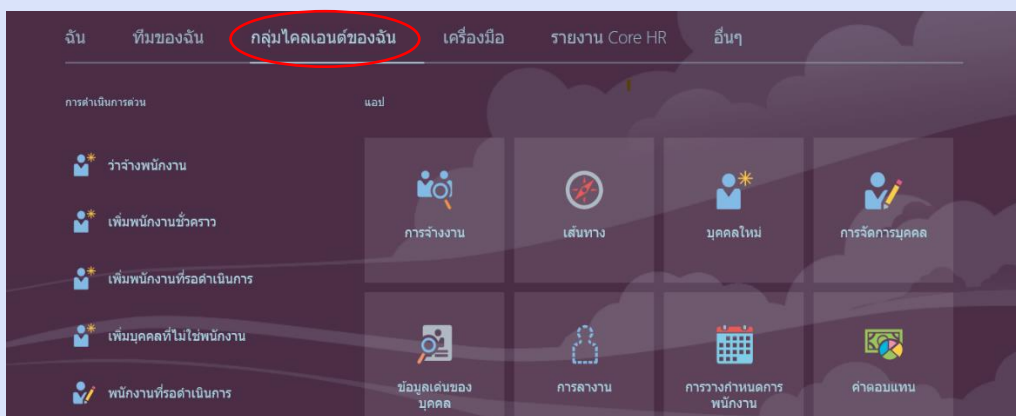 ฉัน ทีมของฉัน กลุ่มไคลเอนต์ของฉัน เครื่องมือ รายงาน Core HR อื่นๆ
การดำเนินการด่วน
แอป
ว่าจ้างพนักงาน
เพิ่มพนักงานชั่วคราว
เพิ่มพนักงานที่รอดำเนินการ
เพิ่มบุคคลที่ไม่ใช่พนักงาน
พนักงานที่รอดำเนินการ
การจ้างงาน
เส้นทาง
บุคคลใหม่
การจัดการบุคคล
ข้อมูลเด่นของ
บุคคล
การลางาน
การวางกำหนดการ
พนักงาน
ค่าตอบแทน